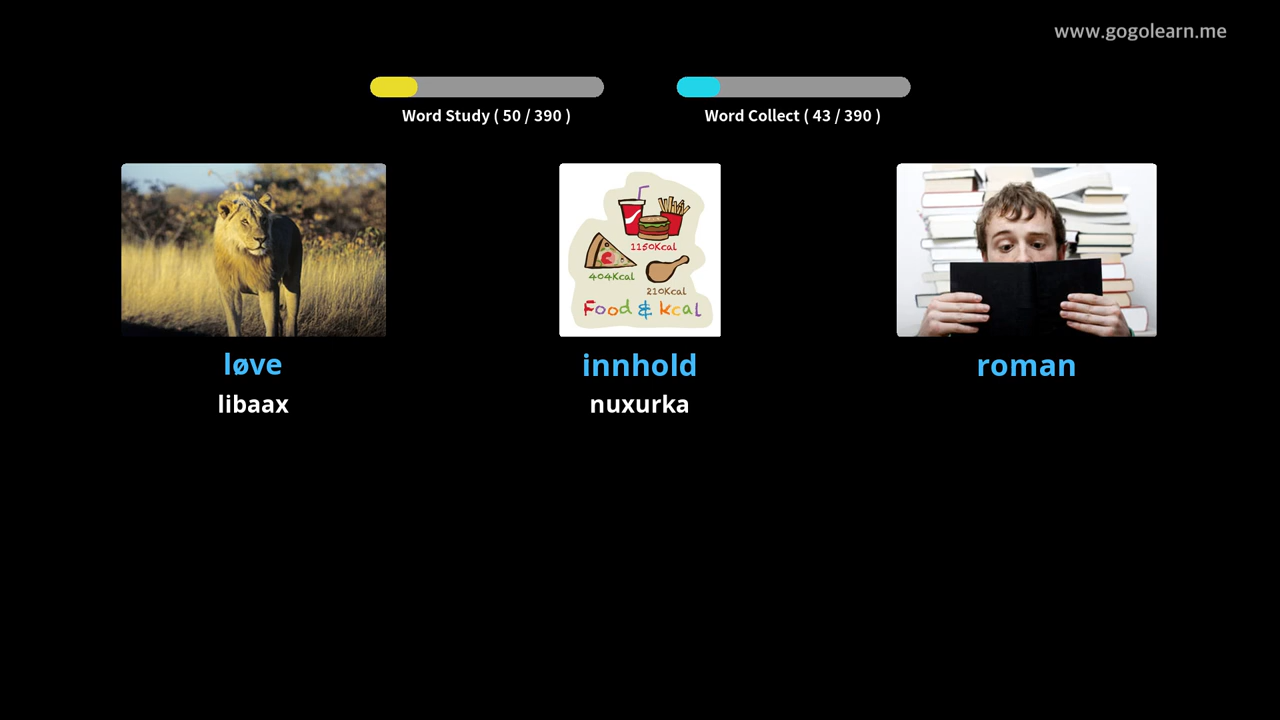 www.gogolearn.me
Word Study ( 50 / 390 )
Word Collect ( 43 / 390 )
1150Kcal
404Kcal
210Kcal
Food & kcal
løve
innhold
roman
libaax
nuxurka